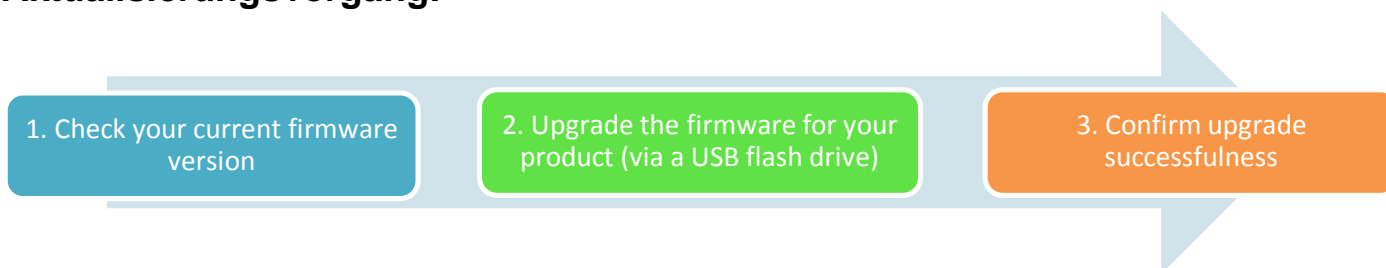 Aktualisierungsvorgang:
1. Check your current firmware
version
2. Upgrade the firmware for your
product (via a USB flash drive)
3. Confirm upgrade
successfulness